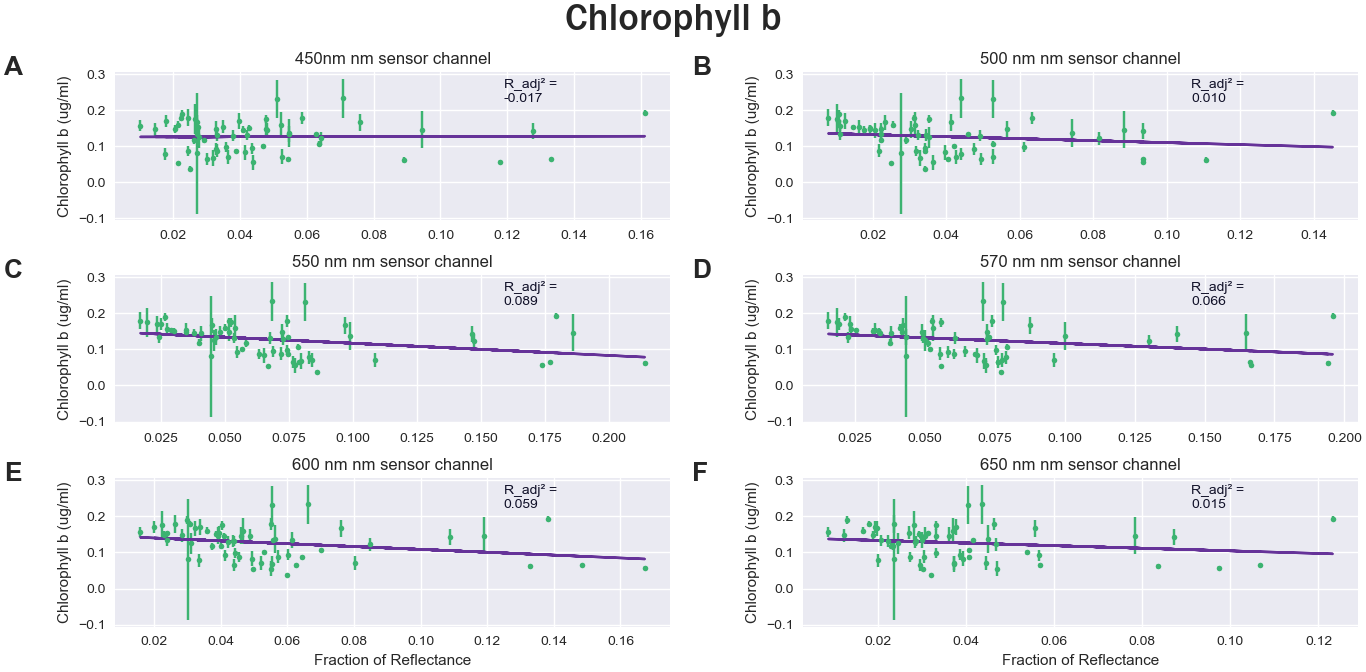 Chlorophyll b
A
450nm nm sensor channel
R_adj² =
-0.017
Chlorophyll b (ug/ml)
0.3
0.2
0.1
0.0
−0.1
0.02 0.04 0.06 0.08 0.10 0.12 0.14 0.16
B
500 nm nm sensor channel
R_adj² =
0.010
Chlorophyll b (ug/ml)
0.3
0.2
0.1
0.0
−0.1
0.02 0.04 0.06 0.08 0.10 0.12 0.14
C
550 nm nm sensor channel
R_adj² =
0.089
Chlorophyll b (ug/ml)
0.3
0.2
0.1
0.0
−0.1
0.025 0.050 0.075 0.100 0.125 0.150 0.175 0.200
D
570 nm nm sensor channel
R_adj² =
0.066
Chlorophyll b (ug/ml)
0.3
0.2
0.1
0.0
−0.1
0.025 0.050 0.075 0.100 0.125 0.150 0.175 0.200
E
600 nm nm sensor channel
R_adj² =
0.059
Chlorophyll b (ug/ml)
0.3
0.2
0.1
0.0
−0.1
0.02 0.04 0.06 0.08 0.10 0.12 0.14 0.16
Fraction of Reflectance
F
650 nm nm sensor channel
R_adj² =
0.015
Chlorophyll b (ug/ml)
0.3
0.2
0.1
0.0
−0.1
0.02 0.04 0.06 0.08 0.10 0.12
Fraction of Reflectance